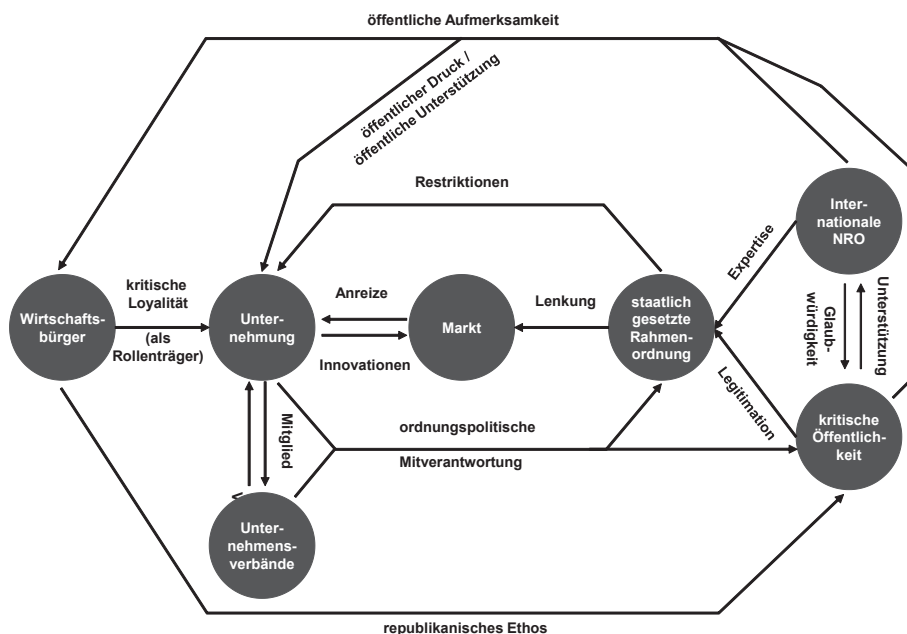 öffentliche Aufmerksamkeit
öffentlicher Druck /
öffentliche Unterstützung
Restriktionen
Inter-
nationale
NRO
Expertise
kritische
Loyalität
(als
Rollenträger)
Wirtschafts-
bürger
Unter-
nehmung
Anreize
Innovationen
Markt
Lenkung
staatlich
gesetzte
Rahmen-
ordnung
Glaub-
würdigkeit
Unterstützung
Legitimation
Mitglied
ordnungspolitische
Mitverantwortung
kritische
Öffentlich-
keit
Unter-
nehmens-
verbände
republikanisches Ethos